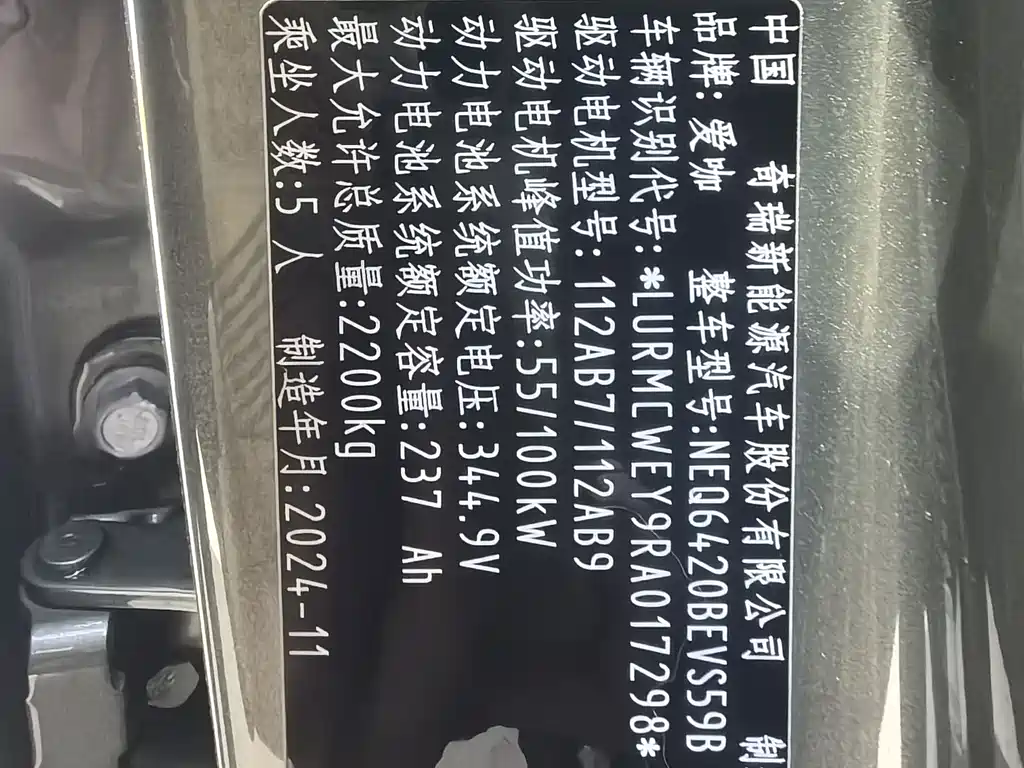 中国 奇瑞新能源汽车股份有限公司 制
品牌: 爱咖 整车型号:NEQ6420BEVS59B
车辆识别代号: *LURMCWEY9RA017298*
驱动电机型号: 112AB7/112AB9
驱动电机峰值功率:55/100kW
动力电池系统额定电压:344.9V
动力电池系统额定容量:237 Ah
最大允许总质量:2200kg
乘坐人数:5 人 制造年月:2024-11